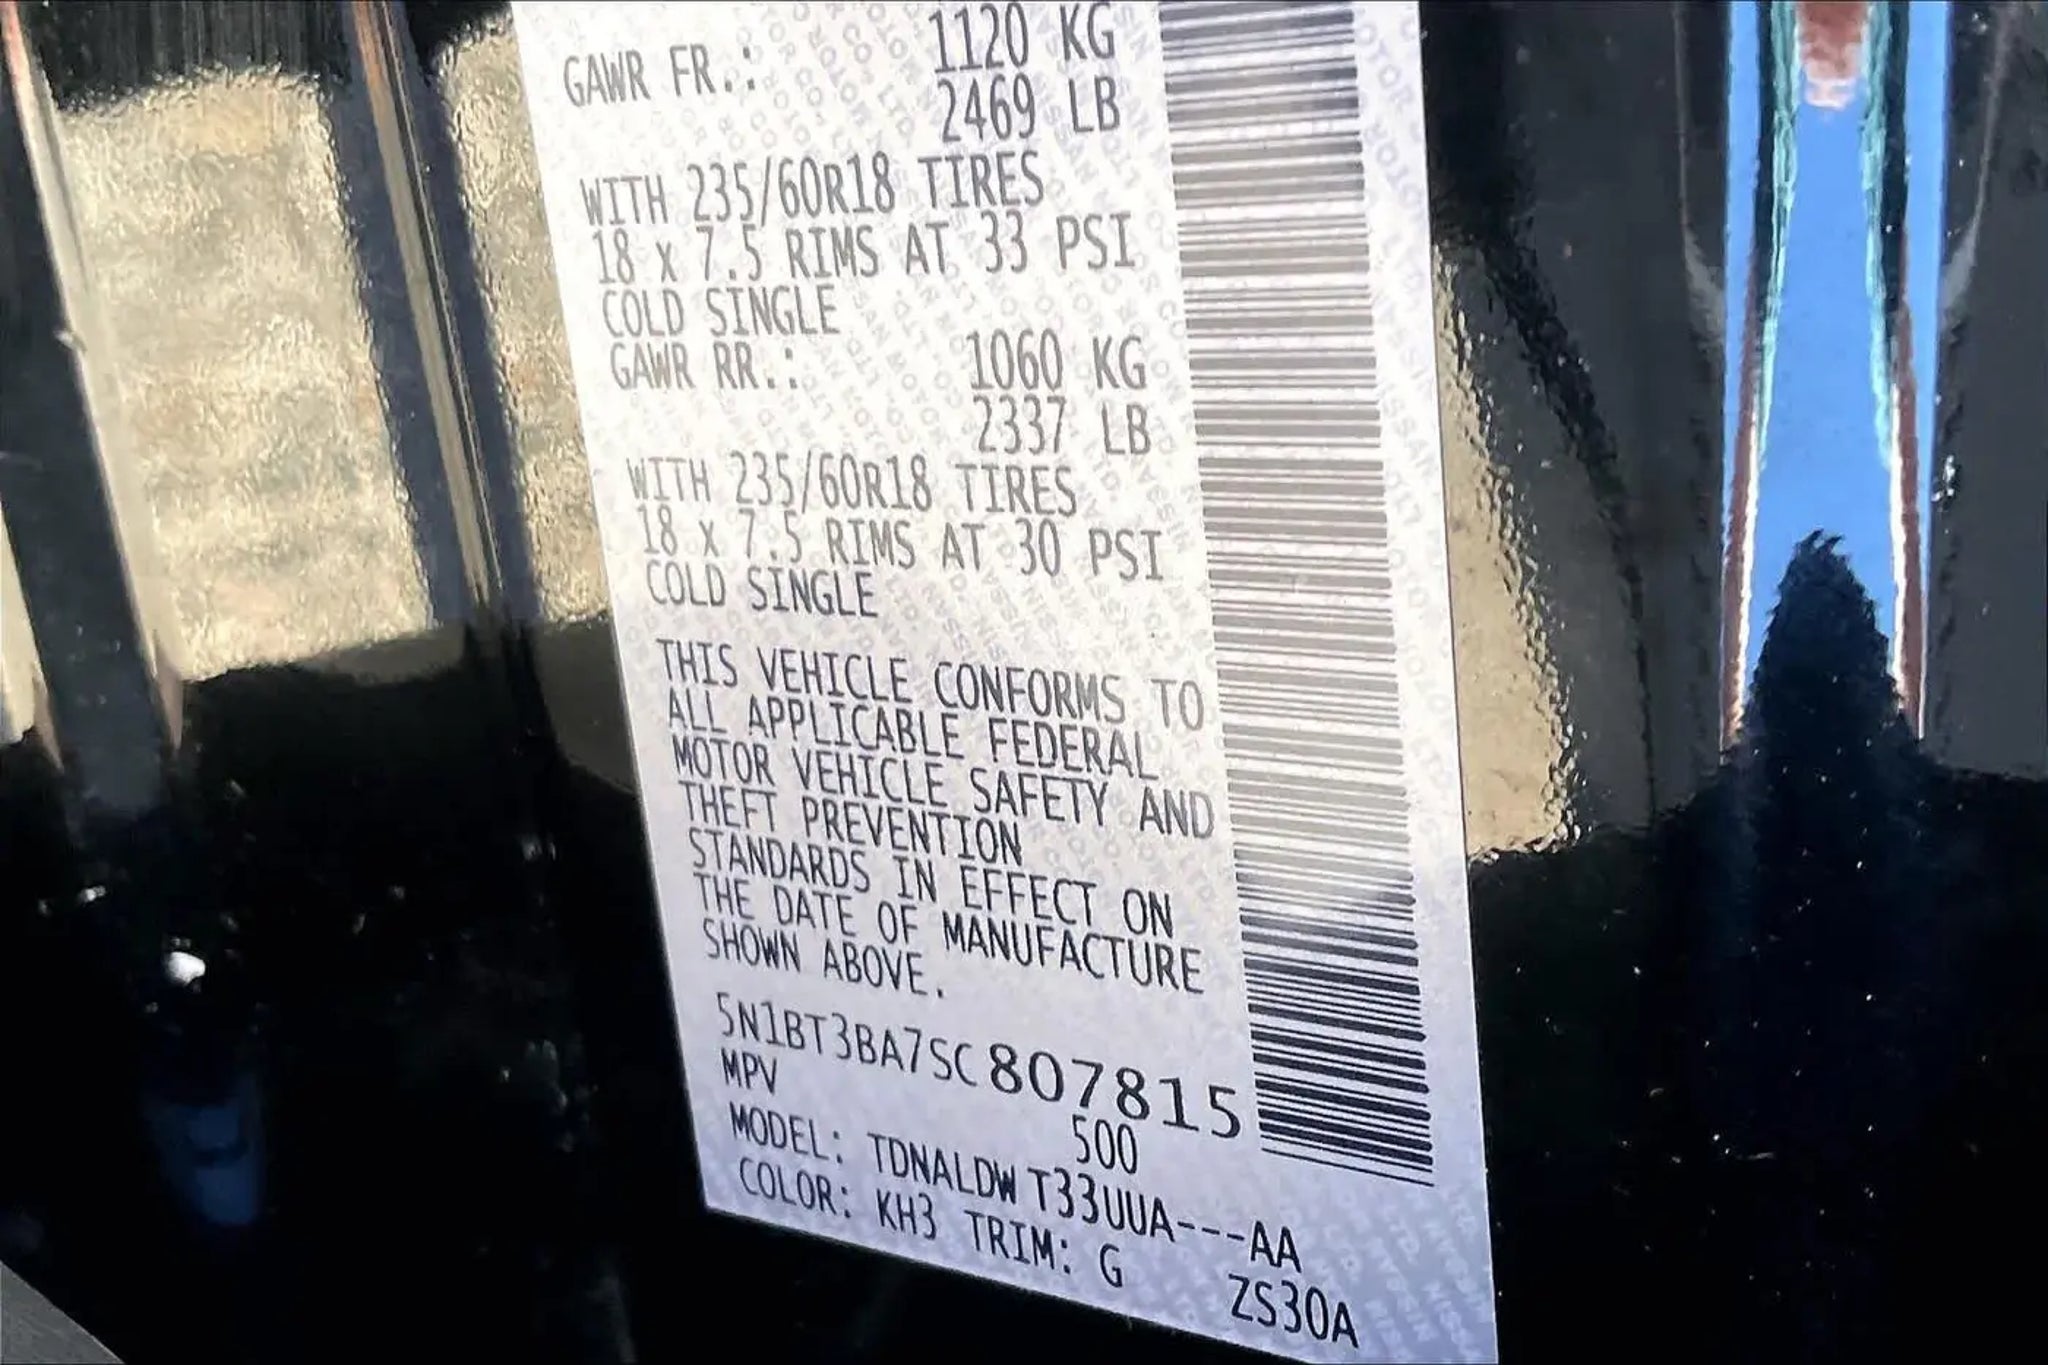 GAWR FR.: 1120 KG
2469 LB
WITH 235/60R18 TIRES
18 x 7.5 RIMS AT 33 PSI
COLD SINGLE
GAWR RR.: 1060 KG
2337 LB
WITH 235/60R18 TIRES
18 x 7.5 RIMS AT 30 PSI
COLD SINGLE
THIS VEHICLE CONFORMS TO
ALL APPLICABLE FEDERAL
MOTOR VEHICLE SAFETY AND
THEFT PREVENTION
STANDARDS IN EFFECT ON
THE DATE OF MANUFACTURE
SHOWN ABOVE.
5N1BT3BA7SC807815
MPV 500
MODEL: TDNALDW T33UUA---AA
COLOR: KH3 TRIM: G ZS30A